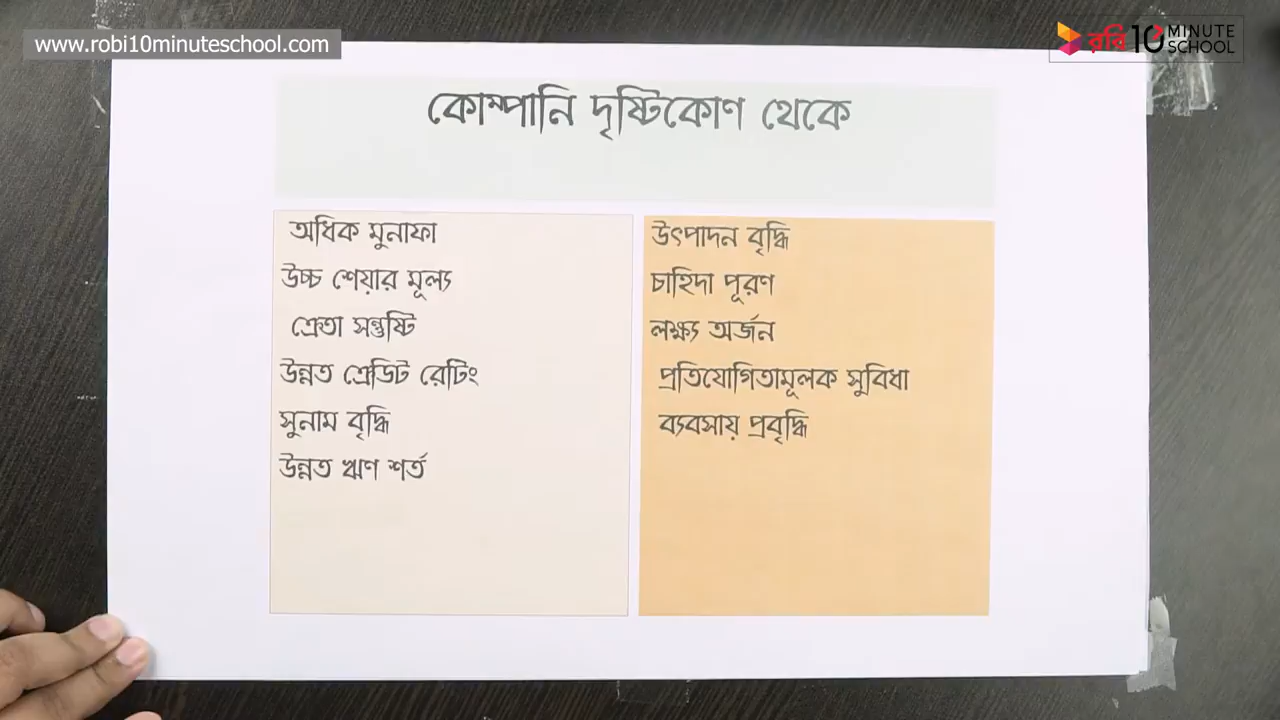 www.robi10minuteschool.com
রবি 10 MINUTE SCHOOL
কোম্পানি দৃষ্টিকোণ থেকে
অধিক মুনাফা
উচ্চ শেয়ার মূল্য
ক্রেতা সন্তুষ্টি
উন্নত ক্রেডিট রেটিং
সুনাম বৃদ্ধি
উন্নত ঋণ শর্ত
উৎপাদন বৃদ্ধি
চাহিদা পূরণ
লক্ষ্য অর্জন
প্রতিযোগিতামূলক সুবিধা
ব্যবসায় প্রবৃদ্ধি